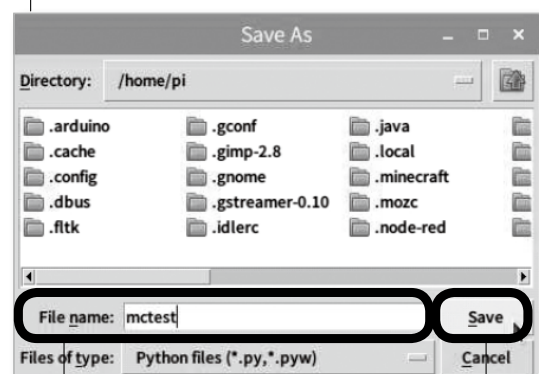 Save As
Directory: /home/pi
.arduino .gconf .java
.cache .gimp-2.8 .local
.config .gnome .minecraft
.dbus .gstreamer-0.10 .mozc
.fltk .idlerc .node-red
File name: mctest Save
Files of type: Python files (*.py,*.pyw) Cancel